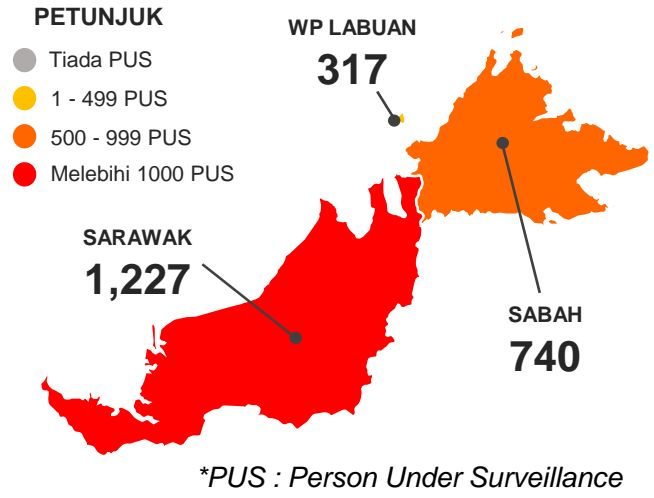 PETUNJUK
Tiada PUS
1 - 499 PUS
500 - 999 PUS
Melebihi 1000 PUS
WP LABUAN
317
SARAWAK
1,227
SABAH
740
*PUS : Person Under Surveillance